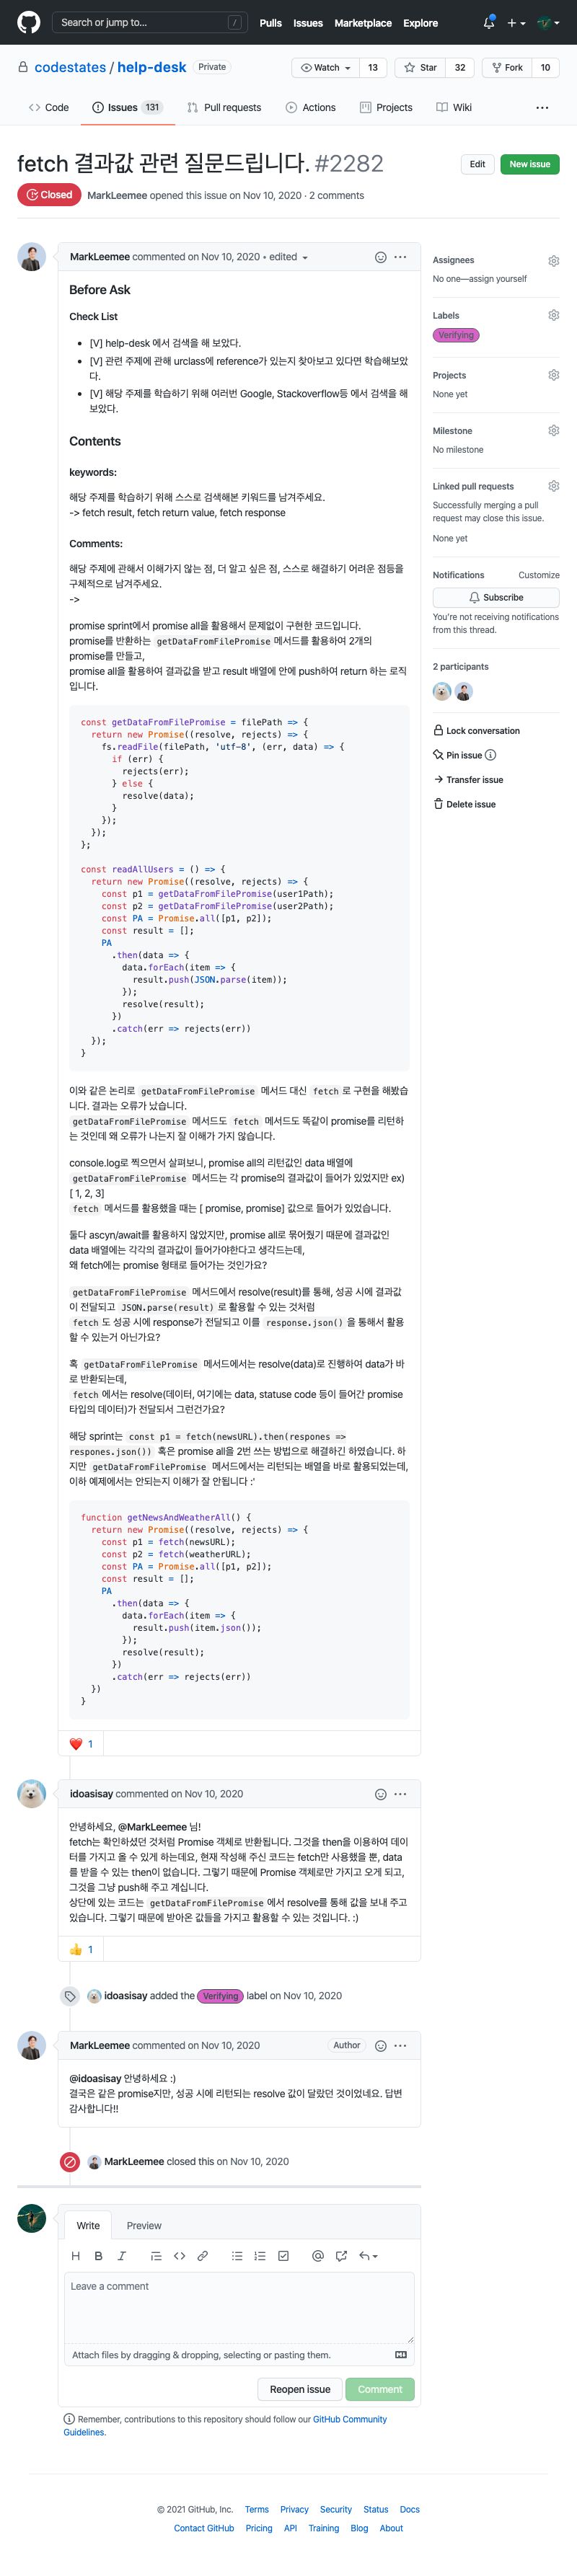 Search or jump to...
/
Pulls Issues Marketplace Explore
codestates / help-desk Private
Watch 13 Star 32 Fork 10
Code Issues 131 Pull requests Actions Projects Wiki
fetch 결과값 관련 질문드립니다. #2282
Edit New issue
Closed MarkLeemee opened this issue on Nov 10, 2020 · 2 comments
MarkLeemee commented on Nov 10, 2020 • edited
Before Ask
Check List
• [V] help-desk 에서 검색을 해 보았다.
• [V] 관련 주제에 관해 urclass에 reference가 있는지 찾아보고 있다면 학습해보았
다.
• [V] 해당 주제를 학습하기 위해 여러번 Google, Stackoverflow등 에서 검색을 해
보았다.
Contents
keywords:
해당 주제를 학습하기 위해 스스로 검색해본 키워드를 남겨주세요.
-> fetch result, fetch return value, fetch response
Comments:
해당 주제에 관해서 이해가지 않는 점, 더 알고 싶은 점, 스스로 해결하기 어려운 점등을
구체적으로 남겨주세요.
->
promise sprint에서 promise all을 활용해서 문제없이 구현한 코드입니다.
promise를 반환하는 getDataFromFilePromise 메서드를 활용하여 2개의
promise를 만들고,
promise all을 활용하여 결과값을 받고 result 배열에 안에 push하여 return 하는 로직
입니다.
const getDataFromFilePromise = filePath => {
  return new Promise((resolve, rejects) => {
    fs.readFile(filePath, 'utf-8', (err, data) => {
      if (err) {
        rejects(err);
      } else {
        resolve(data);
      }
    });
  });
};
const readAllUsers = () => {
  return new Promise((resolve, rejects) => {
    const p1 = getDataFromFilePromise(user1Path);
    const p2 = getDataFromFilePromise(user2Path);
    const PA = Promise.all([p1, p2]);
    const result = [];
    PA
      .then(data => {
        data.forEach(item => {
          result.push(JSON.parse(item));
        });
        resolve(result);
      })
      .catch(err => rejects(err))
  });
}
이와 같은 논리로 getDataFromFilePromise 메서드 대신 fetch 로 구현을 해봤습
니다. 결과는 오류가 났습니다.
getDataFromFilePromise 메서드도 fetch 메서드도 똑같이 promise를 리턴하
는 것인데 왜 오류가 나는지 잘 이해가 가지 않습니다.
console.log로 찍으면서 살펴보니, promise all의 리턴값인 data 배열에
getDataFromFilePromise 메서드는 각 promise의 결과값이 들어가 있었지만 ex)
[ 1, 2, 3]
fetch 메서드를 활용했을 때는 [ promise, promise] 값으로 들어가 있었습니다.
둘다 ascyn/await를 활용하지 않았지만, promise all로 묶어줬기 때문에 결과값인
data 배열에는 각각의 결과값이 들어가야한다고 생각드는데,
왜 fetch에는 promise 형태로 들어가는 것인가요?
getDataFromFilePromise 메서드에서 resolve(result)를 통해, 성공 시에 결과값
이 전달되고 JSON.parse(result) 로 활용할 수 있는 것처럼
fetch 도 성공 시에 response가 전달되고 이를 response.json() 을 통해서 활용
할 수 있는거 아닌가요?
혹 getDataFromFilePromise 메서드에서는 resolve(data)로 진행하여 data가 바
로 반환되는데,
fetch 에서는 resolve(데이터, 여기에는 data, statuse code 등이 들어간 promise
타입의 데이터)가 전달되서 그런건가요?
해당 sprint는 const p1 = fetch(newsURL).then(respones =>
respones.json()) 혹은 promise all을 2번 쓰는 방법으로 해결하긴 하였습니다. 하
지만 getDataFromFilePromise 메서드에서는 리턴되는 배열을 바로 활용되었는데,
이하 예제에서는 안되는지 이해가 잘 안됩니다 :'
function getNewsAndWeatherAll() {
  return new Promise((resolve, rejects) => {
    const p1 = fetch(newsURL);
    const p2 = fetch(weatherURL);
    const PA = Promise.all([p1, p2]);
    const result = [];
    PA
      .then(data => {
        data.forEach(item => {
          result.push(item.json());
        });
        resolve(result);
      })
      .catch(err => rejects(err))
  })
}
1
idoasisay commented on Nov 10, 2020
안녕하세요, @MarkLeemee 님!
fetch는 확인하셨던 것처럼 Promise 객체로 반환됩니다. 그것을 then을 이용하여 데이
터를 가지고 올 수 있게 하는데요, 현재 작성해 주신 코드는 fetch만 사용했을 뿐, data
를 받을 수 있는 then이 없습니다. 그렇기 때문에 Promise 객체로만 가지고 오게 되고,
그것을 그냥 push해 주고 계십니다.
상단에 있는 코드는 getDataFromFilePromise 에서 resolve를 통해 값을 보내 주고
있습니다. 그렇기 때문에 받아온 값들을 가지고 활용할 수 있는 것입니다. :)
1
idoasisay added the Verifying label on Nov 10, 2020
MarkLeemee commented on Nov 10, 2020 Author
@idoasisay 안녕하세요 :)
결국은 같은 promise지만, 성공 시에 리턴되는 resolve 값이 달랐던 것이었네요. 답변
감사합니다!!
MarkLeemee closed this on Nov 10, 2020
Write Preview
Leave a comment
Attach files by dragging & dropping, selecting or pasting them.
Reopen issue Comment
Remember, contributions to this repository should follow our GitHub Community
Guidelines.
Assignees
No one—assign yourself
Labels
Verifying
Projects
None yet
Milestone
No milestone
Linked pull requests
Successfully merging a pull
request may close this issue.
None yet
Notifications Customize
Subscribe
You're not receiving notifications
from this thread.
2 participants
Lock conversation
Pin issue
Transfer issue
Delete issue
© 2021 GitHub, Inc. Terms Privacy Security Status Docs
Contact GitHub Pricing API Training Blog About